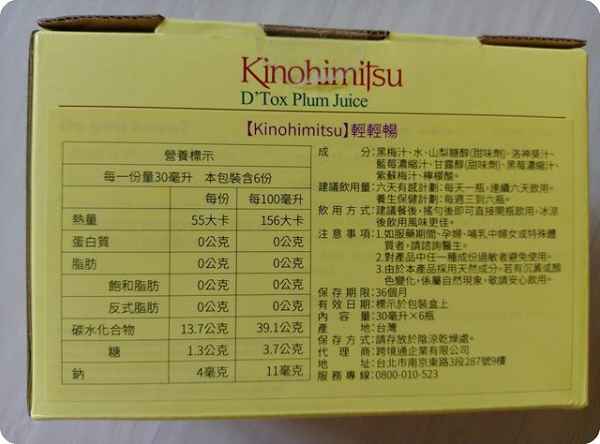 Kinohimitsu
D'Tox Plum Juice
【Kinohimitsu】輕輕暢
營養標示
每一份量30毫升 本包裝含6份
每份 每100毫升
熱量 55大卡 156大卡
蛋白質 0公克 0公克
脂肪 0公克 0公克
飽和脂肪 0公克 0公克
反式脂肪 0公克 0公克
碳水化合物 13.7公克 39.1公克
糖 1.3公克 3.7公克
鈉 4毫克 11毫克
成分:黑梅汁、水、山梨糖醇(甜味劑)、洛神葵汁、
藍莓濃縮汁、甘露醇(甜味劑)、黑莓濃縮汁、
紫蘇梅汁、檸檬酸。
建議飲用量:六天有感計劃:每天一瓶,連續六天飲用。
養生保健計劃:每週三到六瓶。
飲用方式:建議餐後,搖勻後即可直接開瓶飲用,冰涼
後飲用風味更佳。
注意事項:1.如服藥期間、孕婦、哺乳中婦女或特殊體
質者,請諮詢醫生。
2.對產品中任一種成份過敏者避免使用。
3.由於本產品採用天然成分,若有沉澱或顏
色變化,係屬自然現象,敬請安心飲用。
保存期限:36個月
有效日期:標示於包裝盒上
內容量:30毫升×6瓶
產地:台灣
保存方式:請存放於陰涼乾燥處。
代理商:跨境通企業有限公司
地址:台北市南京東路3段287號9樓
服務專線:0800-010-523